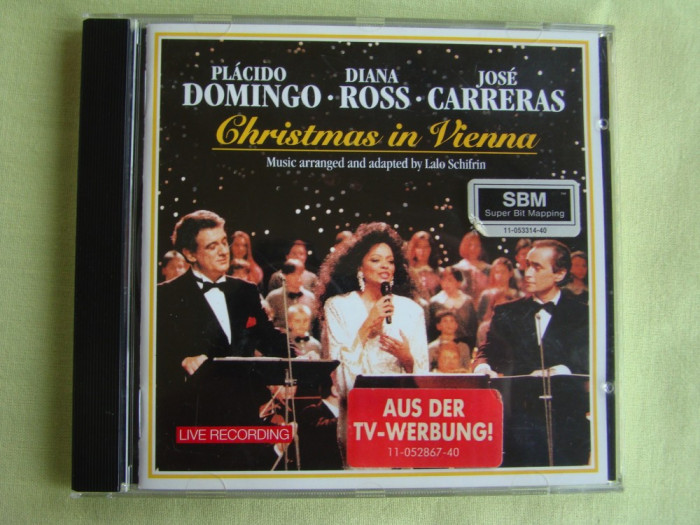 PLÁCIDO DIANA JOSÉ
DOMINGO · ROSS · CARRERAS
Christmas in Vienna
Music arranged and adapted by Lalo Schifrin
SBM
Super Bit Mapping
11-053314-40
AUS DER
TV-WERBUNG!
11-052867-40
LIVE RECORDING